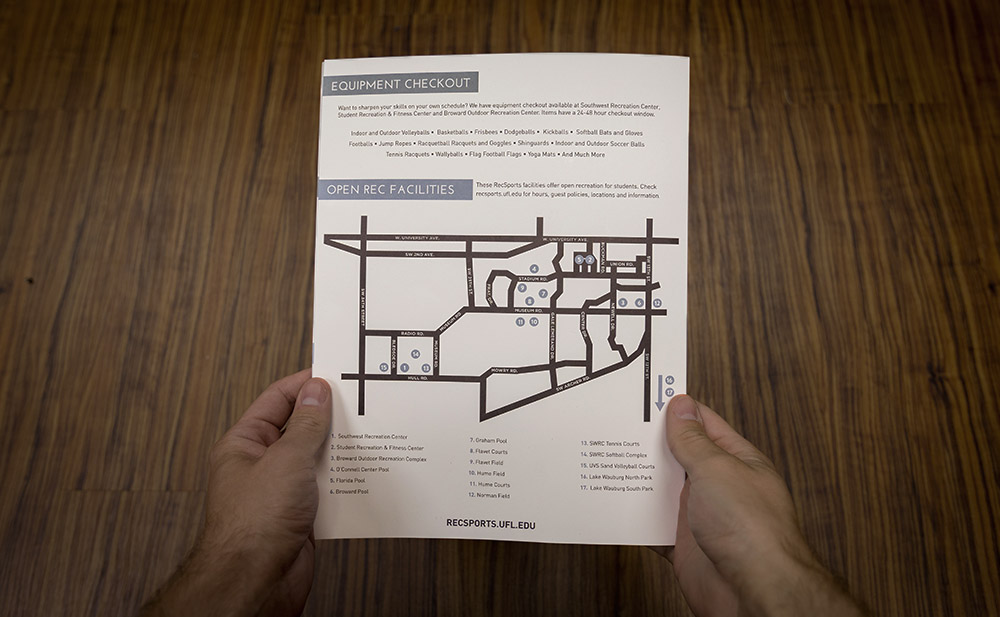 EQUIPMENT CHECKOUT
Want to sharpen your skills on your own schedule? We have equipment checkout available at Southwest Recreation Center,
Student Recreation & Fitness Center and Broward Outdoor Recreation Center. Items have a 24-48 hour checkout window.
Indoor and Outdoor Volleyballs • Basketballs • Frisbees • Dodgeballs • Kickballs • Softball Bats and Gloves
Footballs • Jump Ropes • Racquetball Racquets and Goggles • Shinguards • Indoor and Outdoor Soccer Balls
Tennis Racquets • Wallyballs • Flag Football Flags • Yoga Mats • And Much More
OPEN REC FACILITIES
These RecSports facilities offer open recreation for students. Check
recsports.ufl.edu for hours, guest policies, locations and information
W. UNIVERSITY AVE.
W. UNIVERSITY AVE.
SW 2ND AVE.
5 2
UNION RD.
4
STADIUM RD.
9
7
8
3 6 12
MUSEUM RD.
11 10
MUSEUM RD.
RADIO RD.
MUSEUM RD.
GALE LEMERAND DR.
NEWELL DR.
CENTER DR.
SW 34TH STREET
SW 13TH ST.
SW 13TH ST.
14
15 1 13
HULL RD.
MOWRY RD.
SW ARCHER RD.
16
17
1. Southwest Recreation Center
2. Student Recreation & Fitness Center
3. Broward Outdoor Recreation Complex
4. O'Connell Center Pool
5. Florida Pool
6. Broward Pool
7. Graham Pool
8. Flavet Courts
9. Flavet Field
10. Hume Field
11. Hume Courts
12. Norman Field
13. SWRC Tennis Courts
14. SWRC Softball Complex
15. UVS Sand Volleyball Courts
16. Lake Wauburg North Park
17. Lake Wauburg South Park
RECSPORTS.UFL.EDU